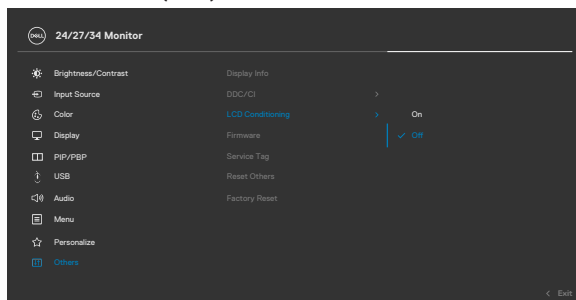 DELL 24/27/34 Monitor
Brightness/Contrast Display Info
Input Source DDC/CI >
Color LCD Conditioning > On
Display Firmware ✓ Off
PIP/PBP Service Tag
USB Reset Others
Audio Factory Reset
Menu
Personalize
Others
< Exit